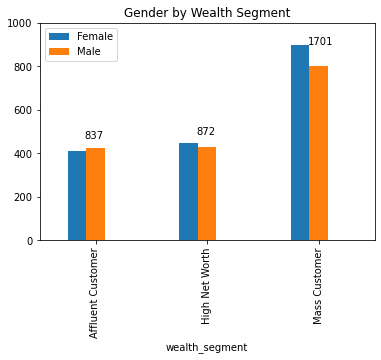 Gender by Wealth Segment
1000
800
600
400
200
0
Female
Male
837
872
1701
Affluent Customer
High Net Worth
Mass Customer
wealth_segment